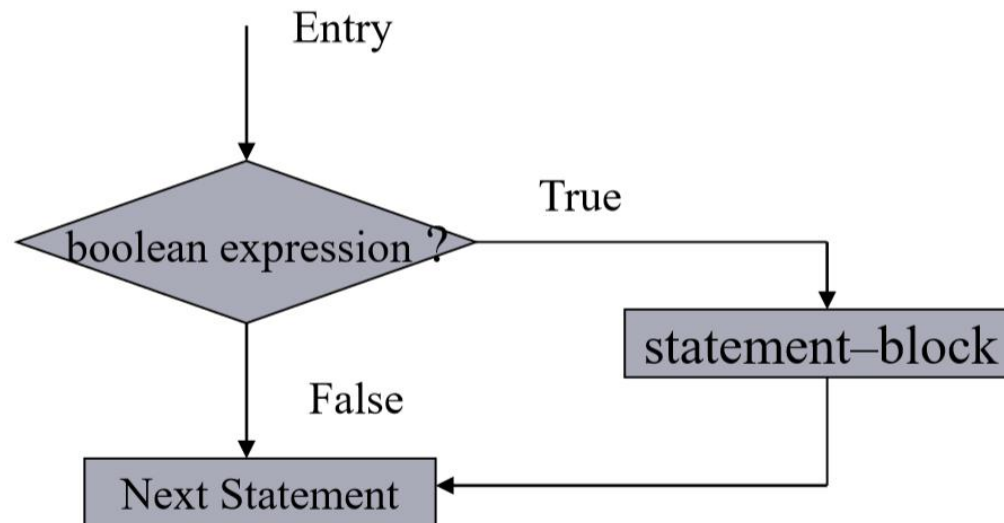 Entry
True
boolean expression ?
statement–block
False
Next Statement